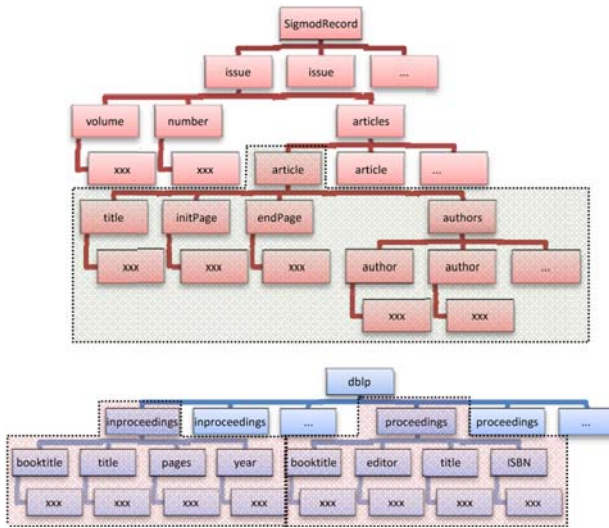 SigmodRecord
issue issue ...
volume number articles
xxx xxx article article ...
title initPage endPage authors
xxx xxx xxx author author ...
xxx xxx
dblp
inproceedings inproceedings ... proceedings proceedings ...
booktitle title pages year booktitle editor title ISBN
xxx xxx xxx xxx xxx xxx xxx xxx